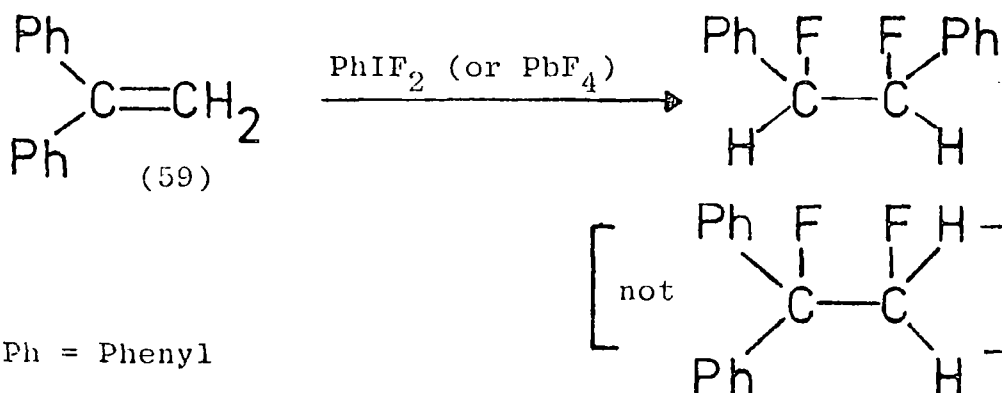 Ph
Ph
C=CH2
(59)
PhIF2 (or PbF4)
Ph F F Ph
C—C
H H
not
Ph F F H
C—C
Ph H
Ph = Phenyl